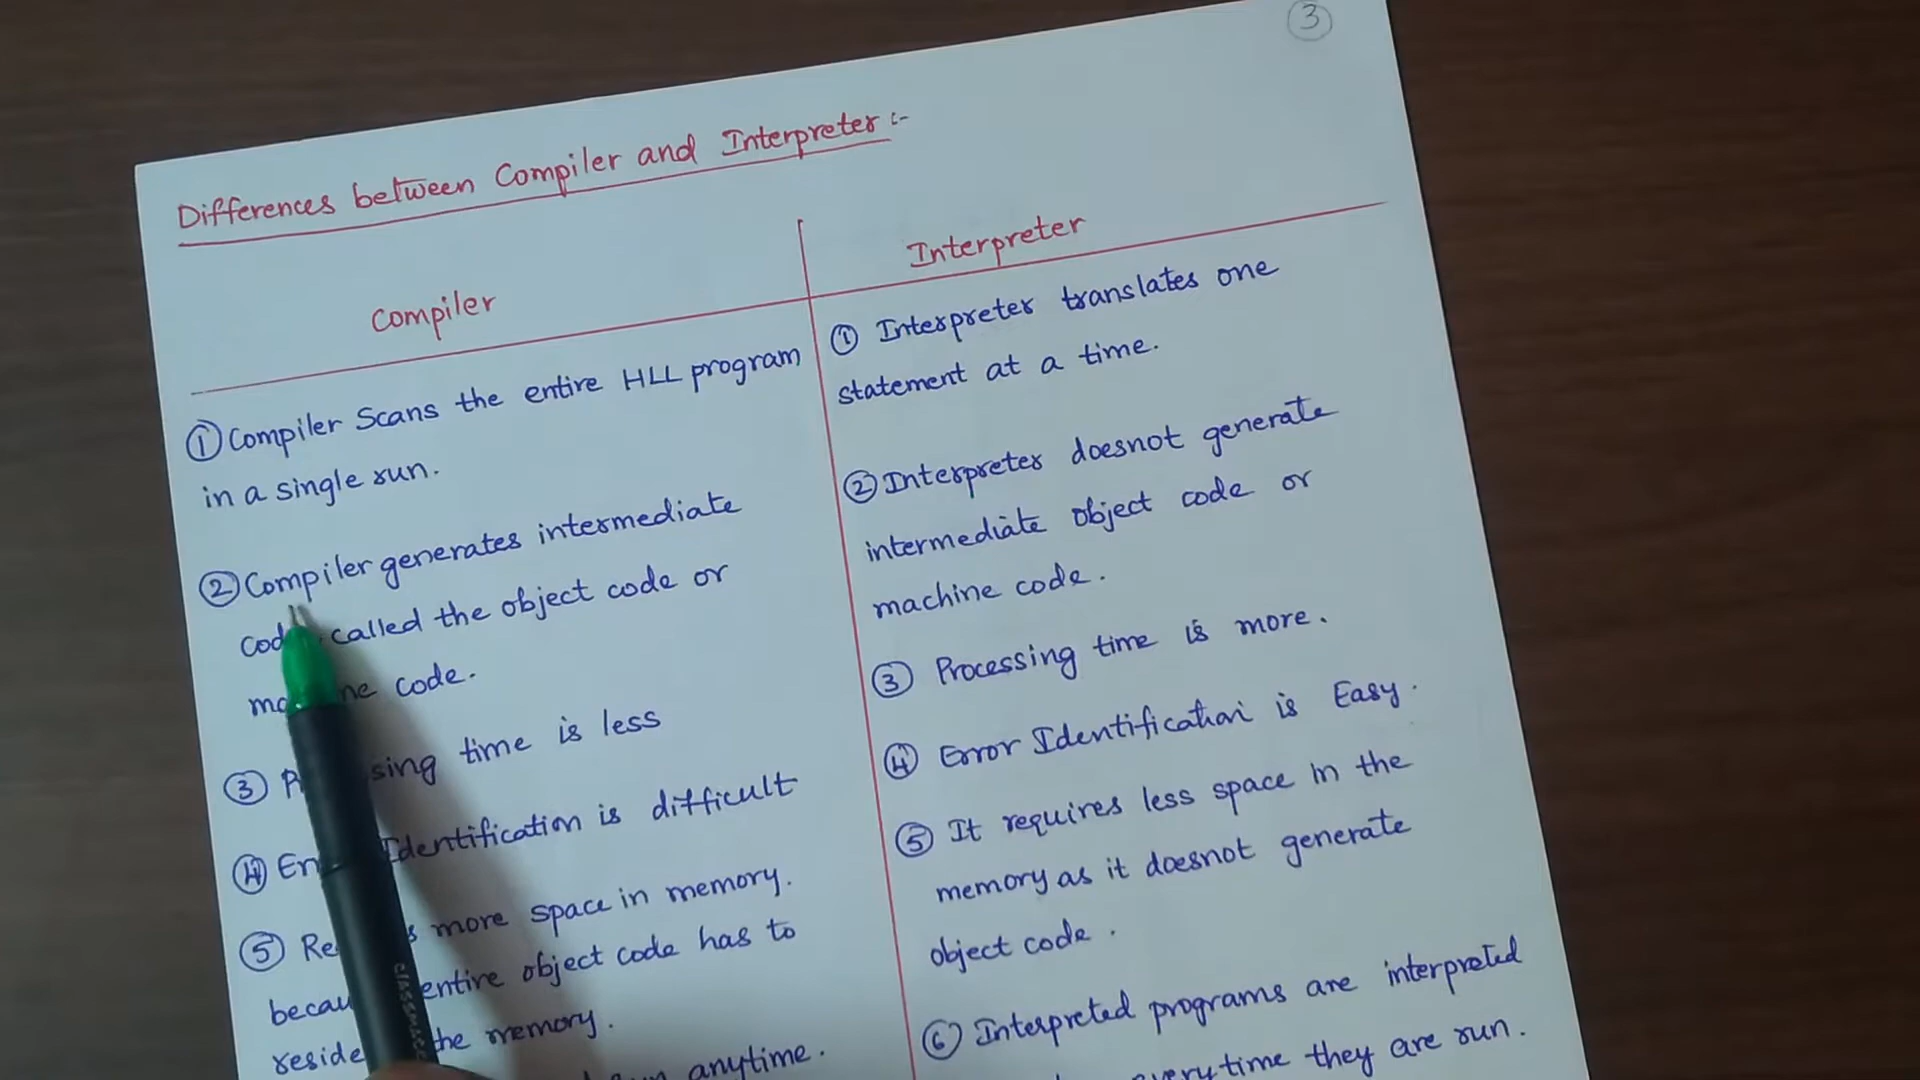 3
Differences between Compiler and Interpreter :-
Compiler
① Compiler Scans the entire HLL program
in a single run.
② Compiler generates intermediate
called the object code or
code.
③ time is less
④ Identification is difficult
⑤ more space in memory.
entire object code has to
reside the memory.
anytime.
Interpreter
① Interpreter translates one
statement at a time.
② Interpreter doesnot generate
intermediate object code or
machine code.
③ Processing time is more.
④ Error Identification is Easy.
⑤ It requires less space in the
memory as it doesnot generate
object code.
⑥ Interpreted programs are interpreted
they are run.
classmate